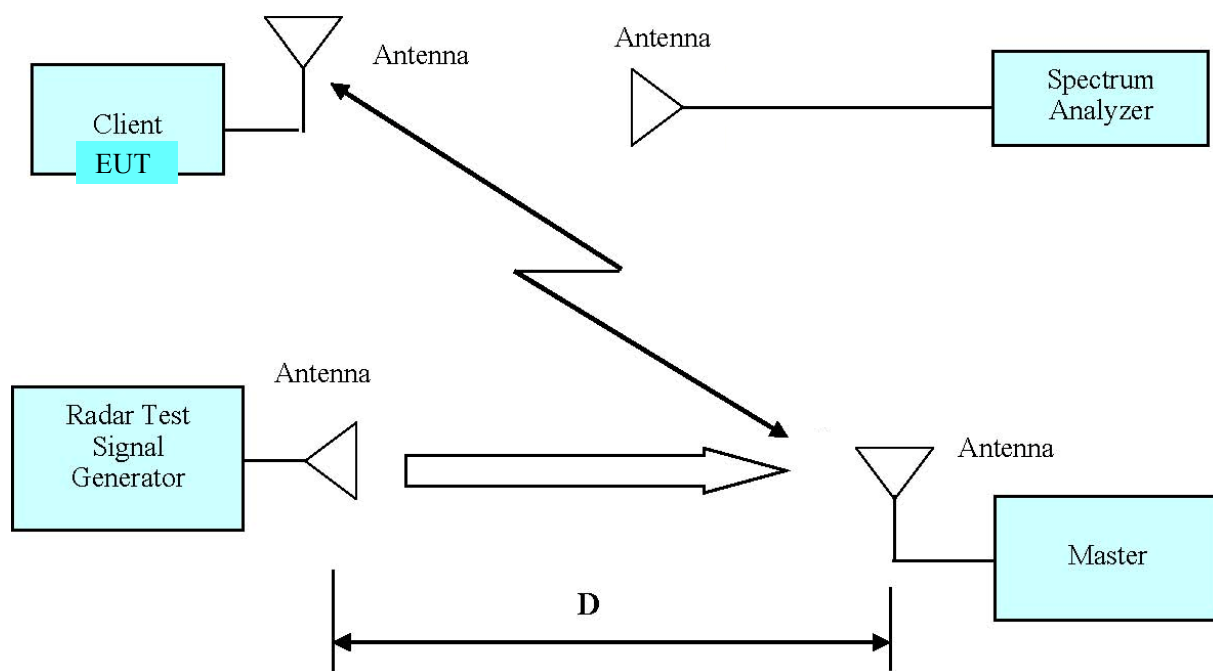 Antenna
Antenna
Client
EUT
Spectrum
Analyzer
Antenna
Radar Test
Signal
Generator
Antenna
Master
D